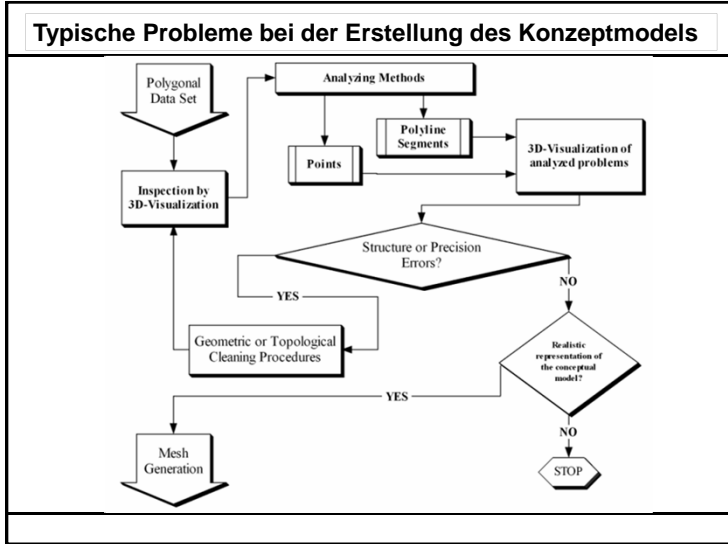 Typische Probleme bei der Erstellung des Konzeptmodels
Polygonal
Data Set
Analyzing Methods
Polyline
Segments
Points
3D-Visualization of
analyzed problems
Inspection by
3D-Visualization
Structure or Precision
Errors?
YES
NO
Geometric or Topological
Cleaning Procedures
Realistic
representation of
the conceptual
model?
YES
NO
Mesh
Generation
STOP